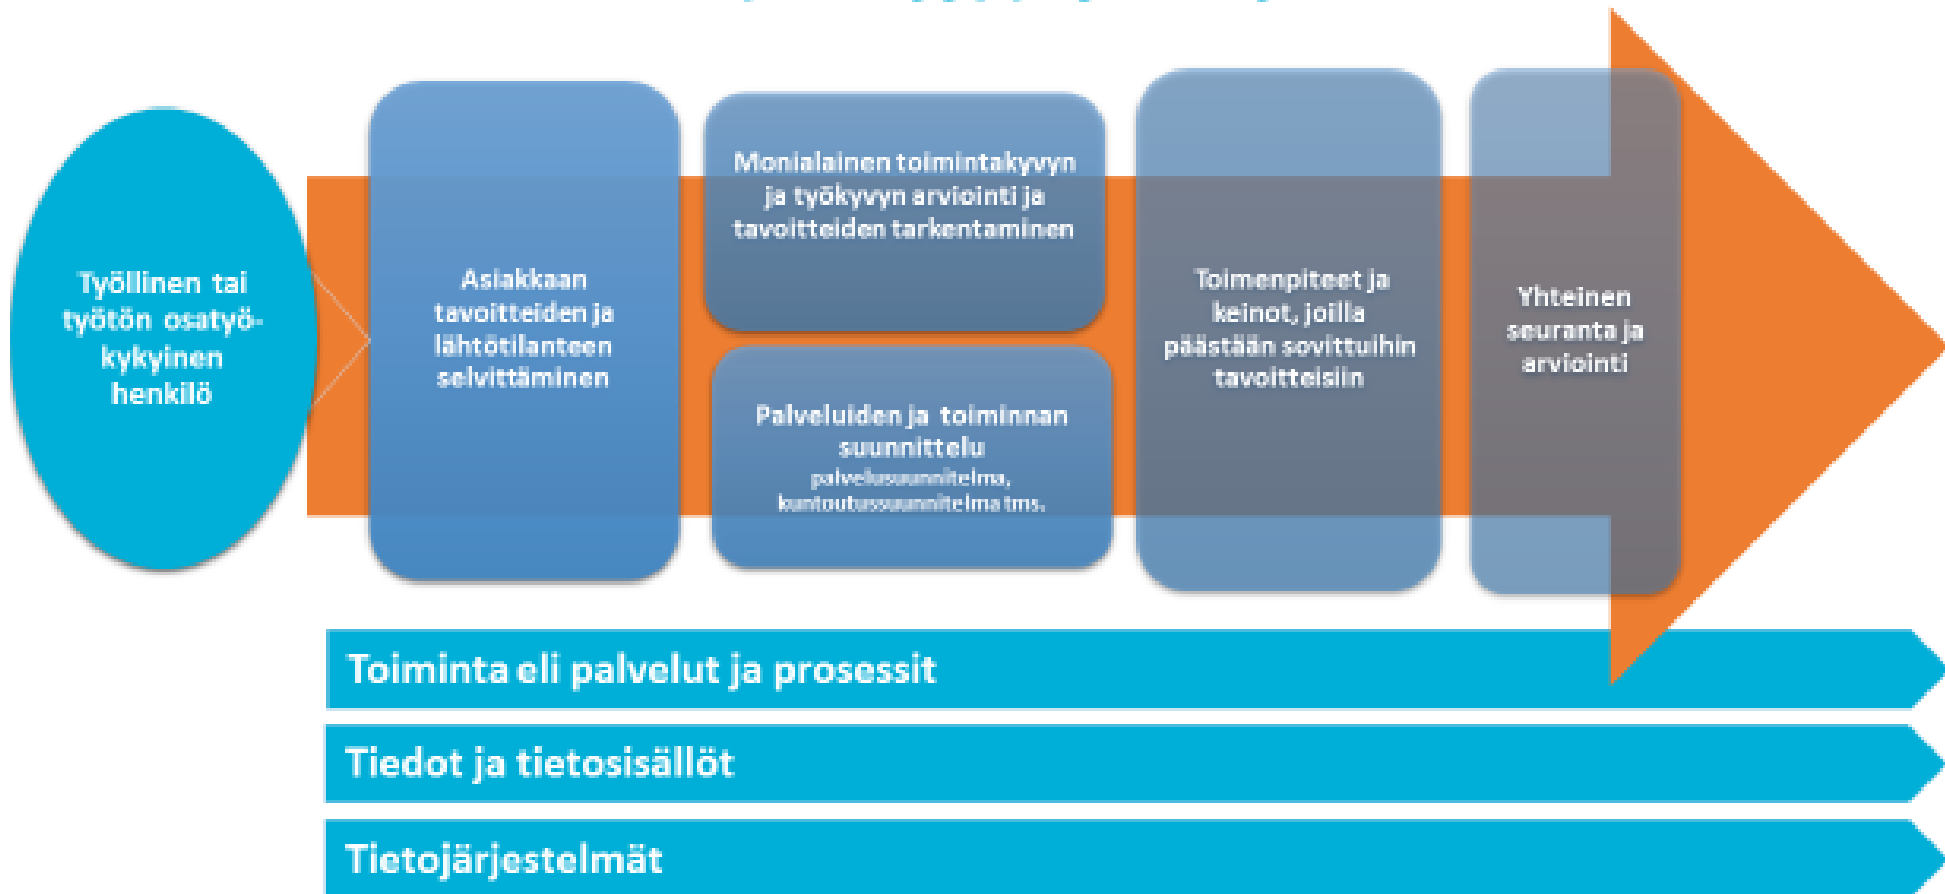 Työllinen tai
työtön osatyö-
kykyinen
henkilö
Asiakkaan
tavoitteiden ja
lähtötilanteen
selvittäminen
Monialainen toimintakyvyn
ja työkyvyn arviointi ja
tavoitteiden tarkentaminen
Palveluiden ja toiminnan
suunnittelu
palvelusuunnitelma,
kuntoutussuunnitelma tms.
Toimenpiteet ja
keinot, joilla
päästään sovittuihin
tavoitteisiin
Yhteinen
seuranta ja
arviointi
Toiminta eli palvelut ja prosessit
Tiedot ja tietosisällöt
Tietojärjestelmät